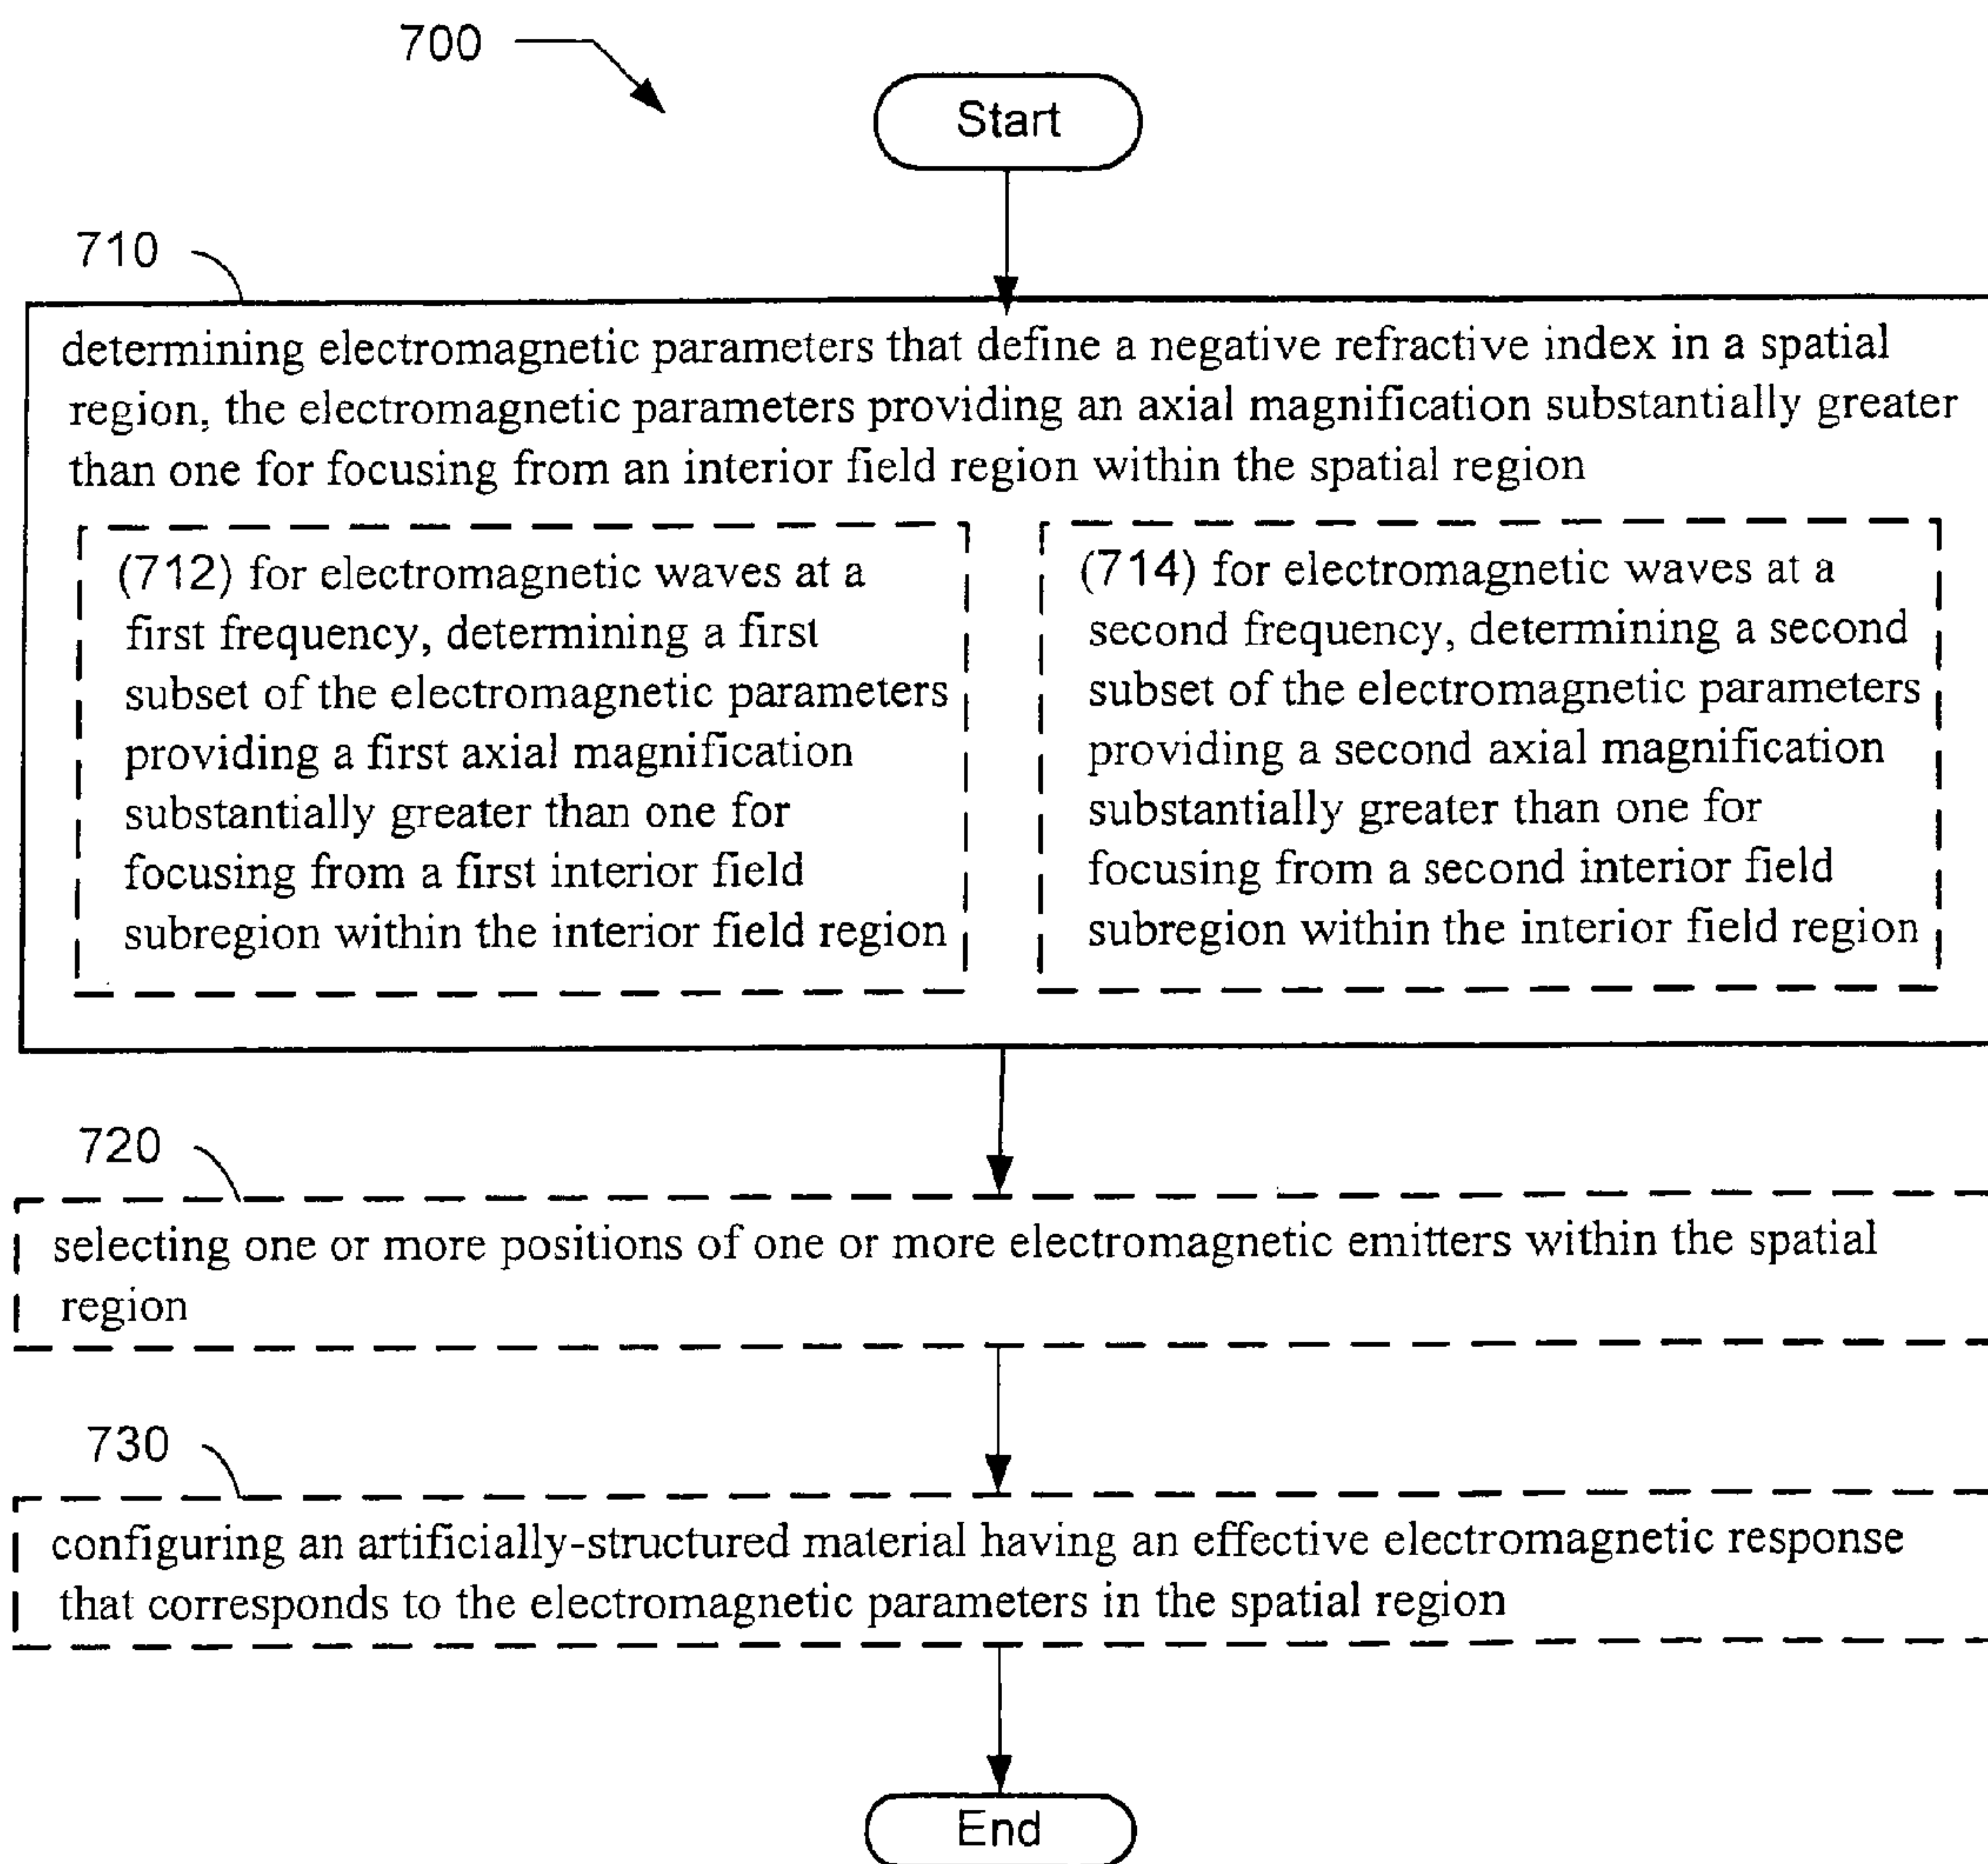 700
Start
710
determining electromagnetic parameters that define a negative refractive index in a spatial
region, the electromagnetic parameters providing an axial magnification substantially greater
than one for focusing from an interior field region within the spatial region
(712) for electromagnetic waves at a
first frequency, determining a first
subset of the electromagnetic parameters
providing a first axial magnification
substantially greater than one for
focusing from a first interior field
subregion within the interior field region
(714) for electromagnetic waves at a
second frequency, determining a second
subset of the electromagnetic parameters
providing a second axial magnification
substantially greater than one for
focusing from a second interior field
subregion within the interior field region
720
selecting one or more positions of one or more electromagnetic emitters within the spatial
region
730
configuring an artificially-structured material having an effective electromagnetic response
that corresponds to the electromagnetic parameters in the spatial region
End